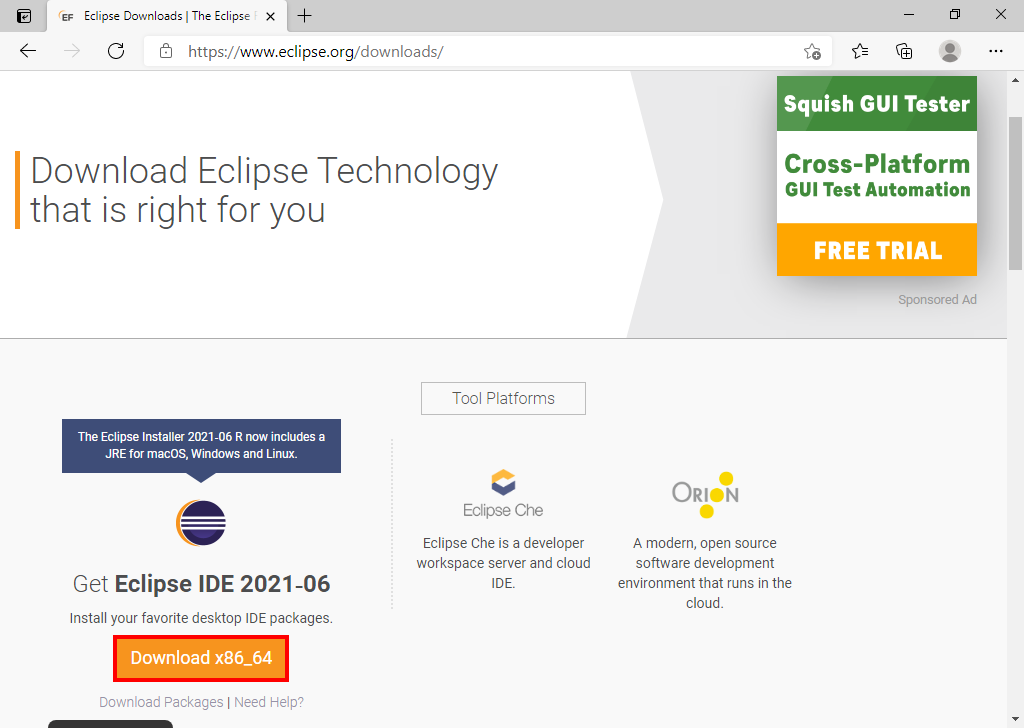 EF Eclipse Downloads | The Eclipse F
https://www.eclipse.org/downloads/
Squish GUI Tester
Cross-Platform
GUI Test Automation
FREE TRIAL
Sponsored Ad
Download Eclipse Technology
that is right for you
Tool Platforms
The Eclipse Installer 2021-06 R now includes a
JRE for macOS, Windows and Linux.
Get Eclipse IDE 2021-06
Install your favorite desktop IDE packages.
Download x86_64
Download Packages | Need Help?
Eclipse Che
Eclipse Che is a developer
workspace server and cloud
IDE.
ORION
A modern, open source
software development
environment that runs in the
cloud.